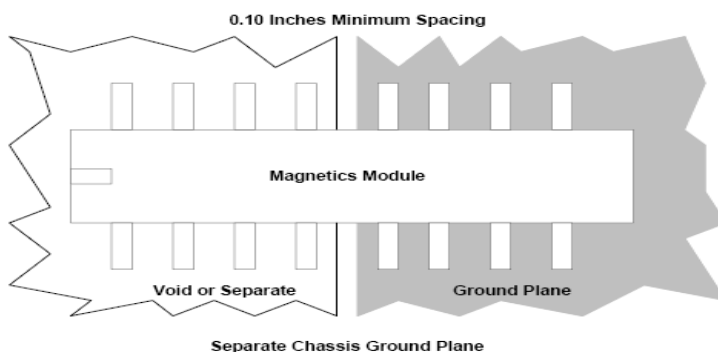 0.10 Inches Minimum Spacing
Magnetics Module
Void or Separate
Ground Plane
Separate Chassis Ground Plane